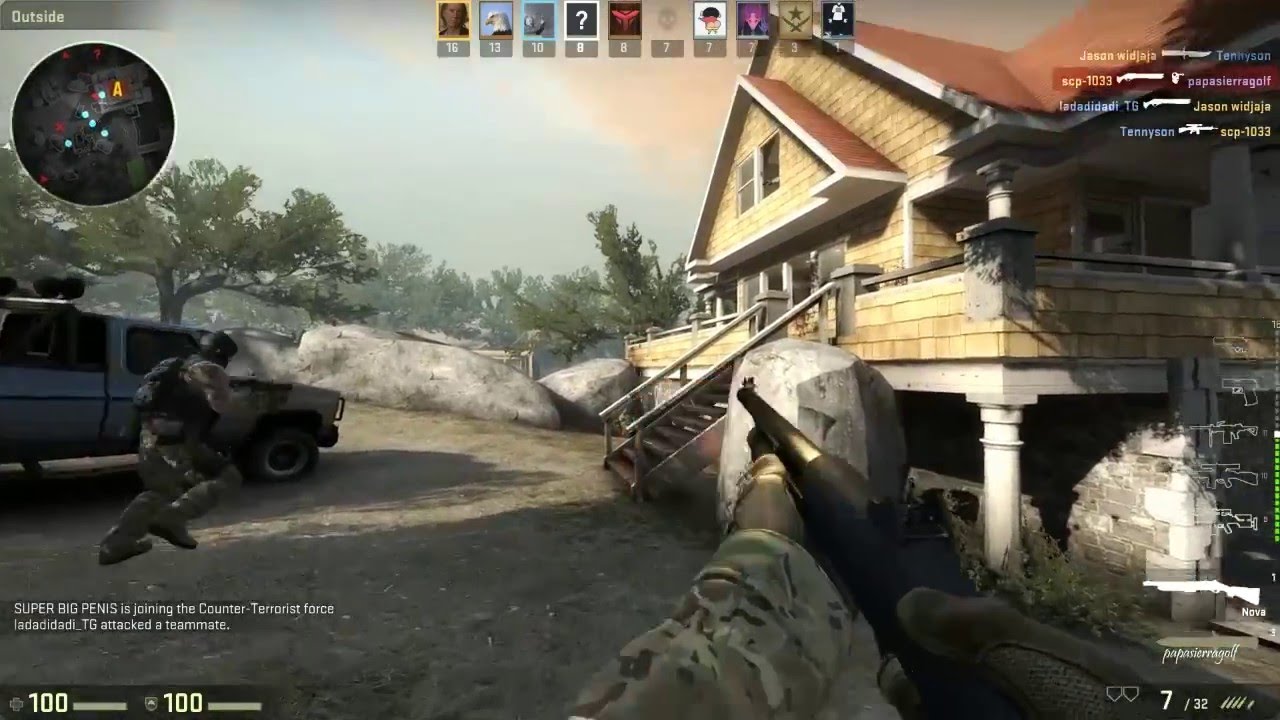 Outside
A
?
16 13 10 8 8 7 7 7 3 1
Jason widjaja Tennyson
scp-1033 papasierragolf
ladadidadi_TG Jason widjaja
Tennyson scp-1033
SUPER BIG PENIS is joining the Counter-Terrorist force
ladadidadi_TG attacked a teammate.
Nova
3
papasierragolf
100 100
7 / 32